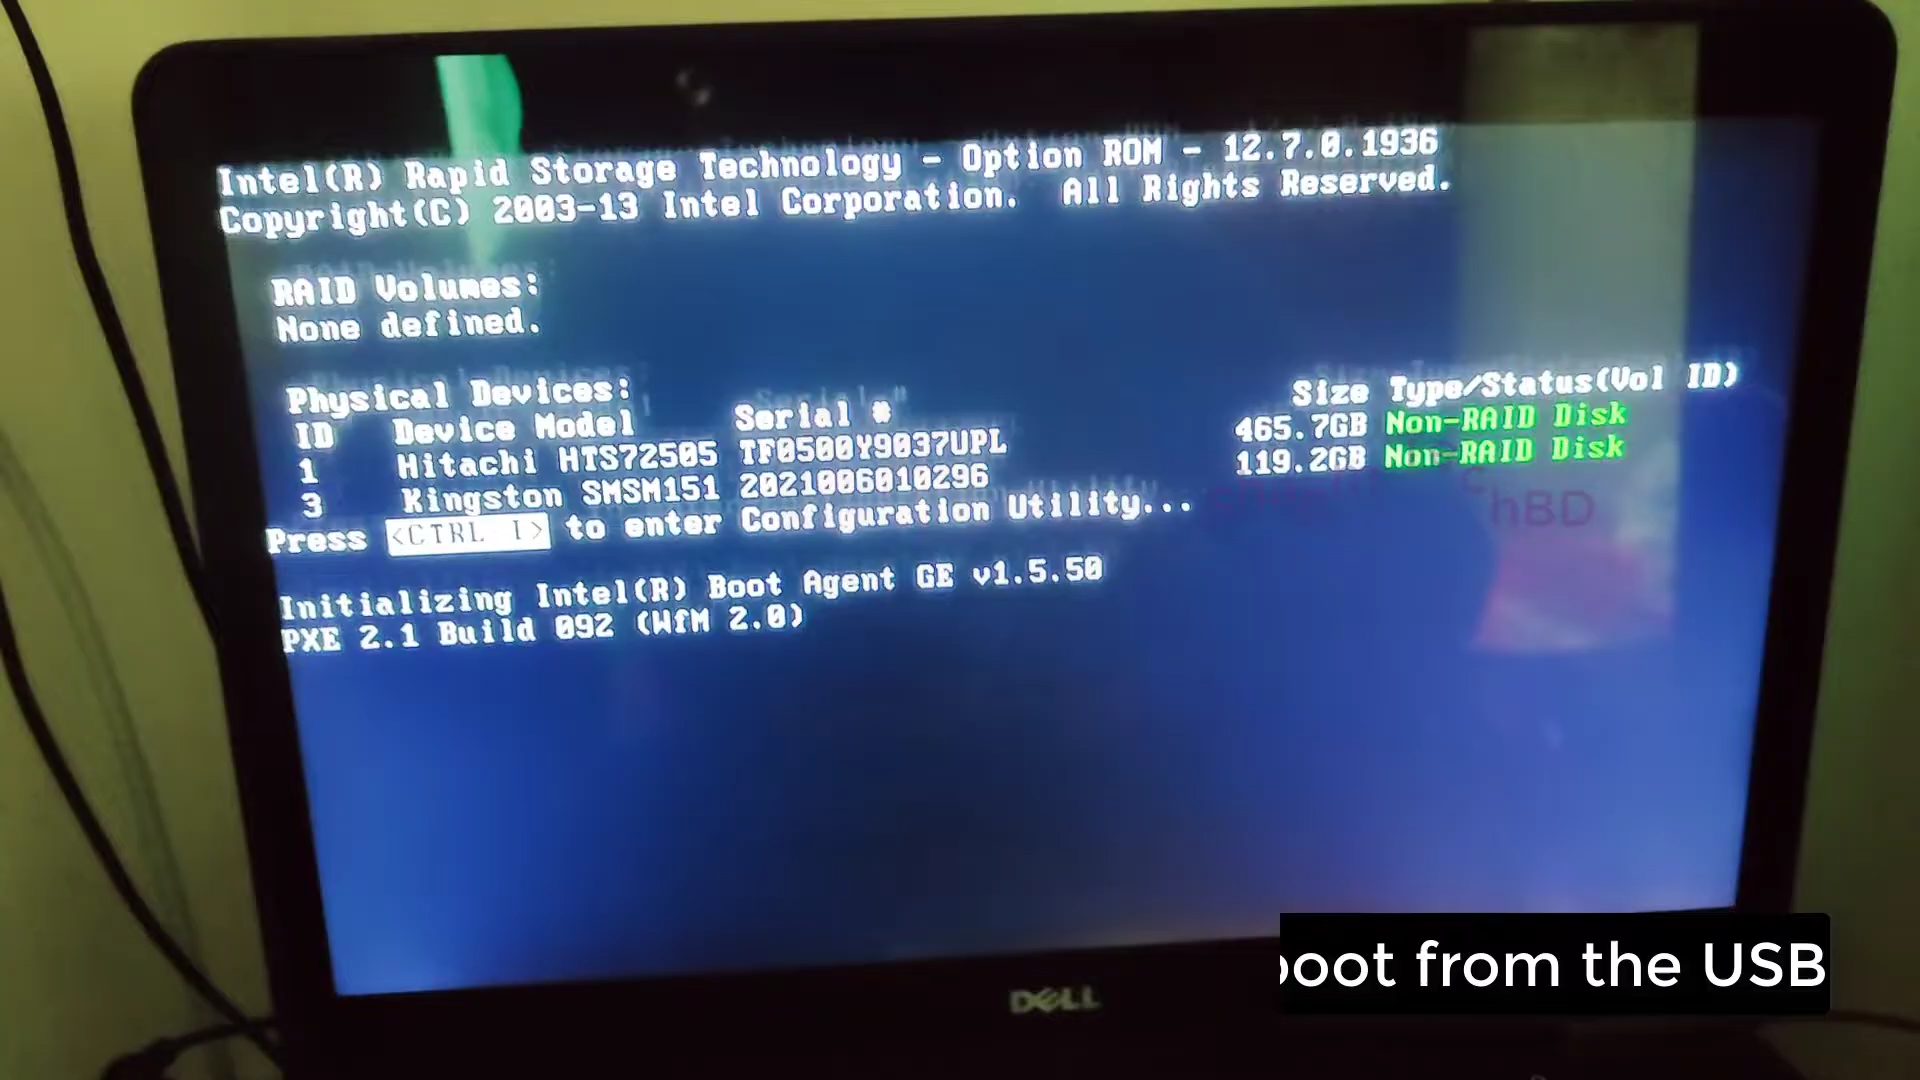 Intel(R) Rapid Storage Technology - Option ROM - 12.7.0.1936
Copyright(C) 2003-13 Intel Corporation. All Rights Reserved.
RAID Volumes:
None defined.
Physical Devices:
ID Device Model Serial # Size Type/Status(Vol ID)
1 Hitachi HTS72505 TF0500Y9037UPL 465.7GB Non-RAID Disk
3 Kingston SMSM151 2021006010296 119.2GB Non-RAID Disk
Press <CTRL I> to enter Configuration Utility...
Initializing Intel(R) Boot Agent GE v1.5.50
PXE 2.1 Build 092 (WfM 2.0)
boot from the USB
DELL